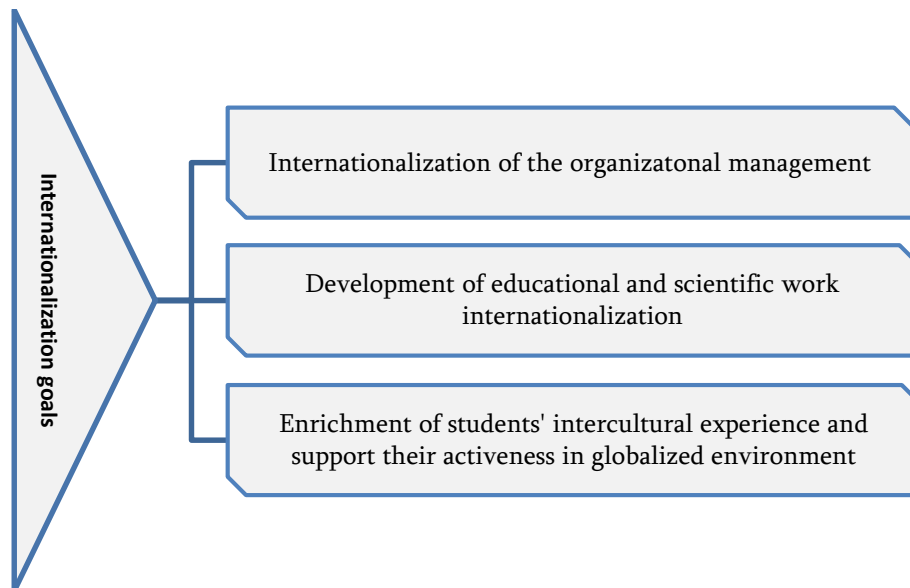 Internationalization goals
Internationalization of the organizatonal management
Development of educational and scientific work
internationalization
Enrichment of students' intercultural experience and
support their activeness in globalized environment